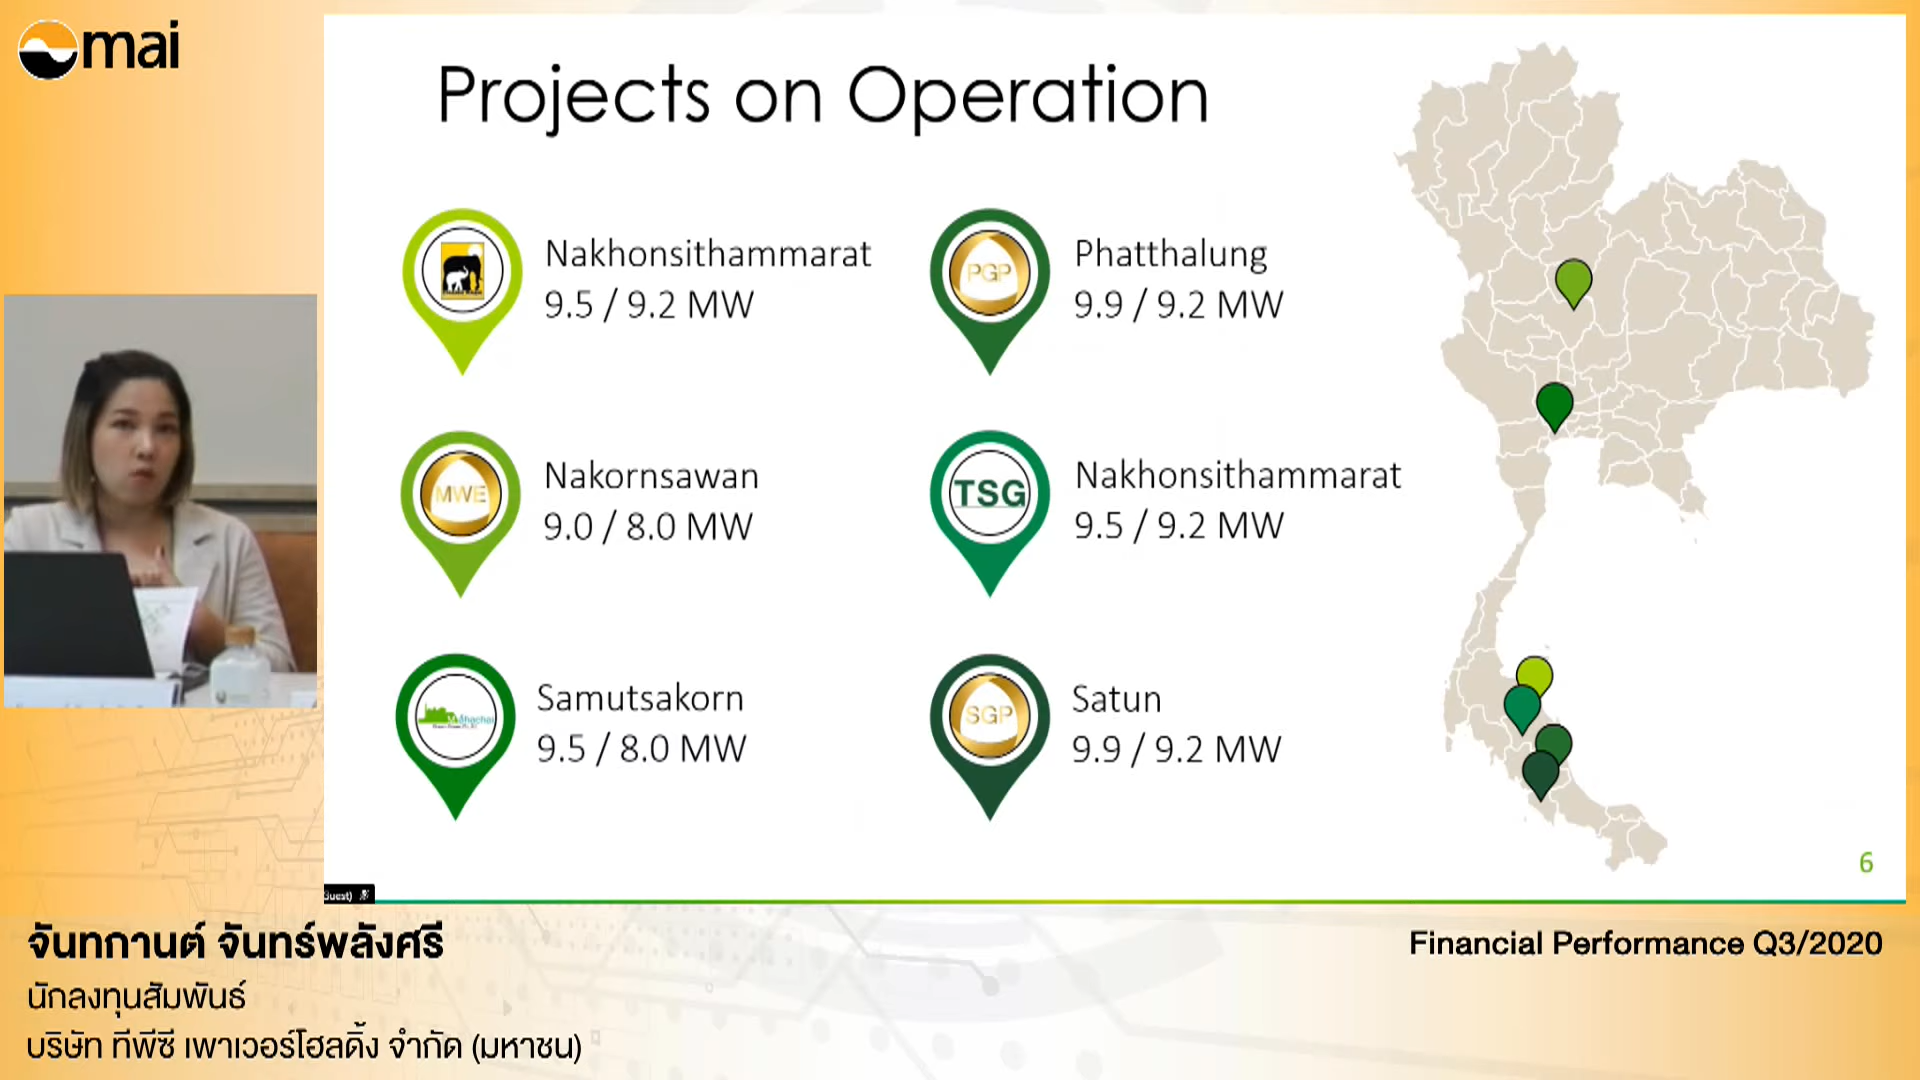 mai
Projects on Operation
Nakhonsithammarat
9.5 / 9.2 MW
PGP
Phatthalung
9.9 / 9.2 MW
MWE
Nakornsawan
9.0 / 8.0 MW
TSG
Nakhonsithammarat
9.5 / 9.2 MW
Samutsakorn
9.5 / 8.0 MW
SGP
Satun
9.9 / 9.2 MW
6
จันทกานต์ จันทร์พลังศรี
นักลงทุนสัมพันธ์
บริษัท ทีพีซี เพาเวอร์โฮลดิ้ง จำกัด (มหาชน)
Financial Performance Q3/2020